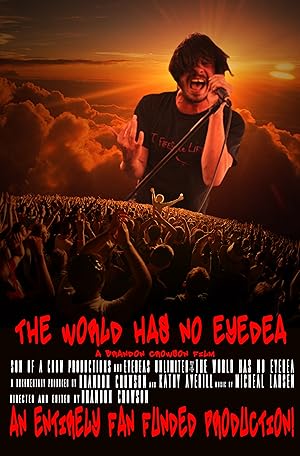 I FREE
THE WORLD HAS NO EYEDEA
A BRANDON CROWSON FILM
SON OF A CROW PRODUCTIONS AND EYEDEAS UNLIMITED THE WORLD HAS NO EYEDEA
A DOCUMENTARY PRODUCED BY BRANDON CROWSON AND KATHY AVERILL MUSIC BY MICHEAL LARSEN
DIRECTED AND EDITED BY BRANDON CROWSON
AN ENTIRELY FAN FUNDED PRODUCTION!